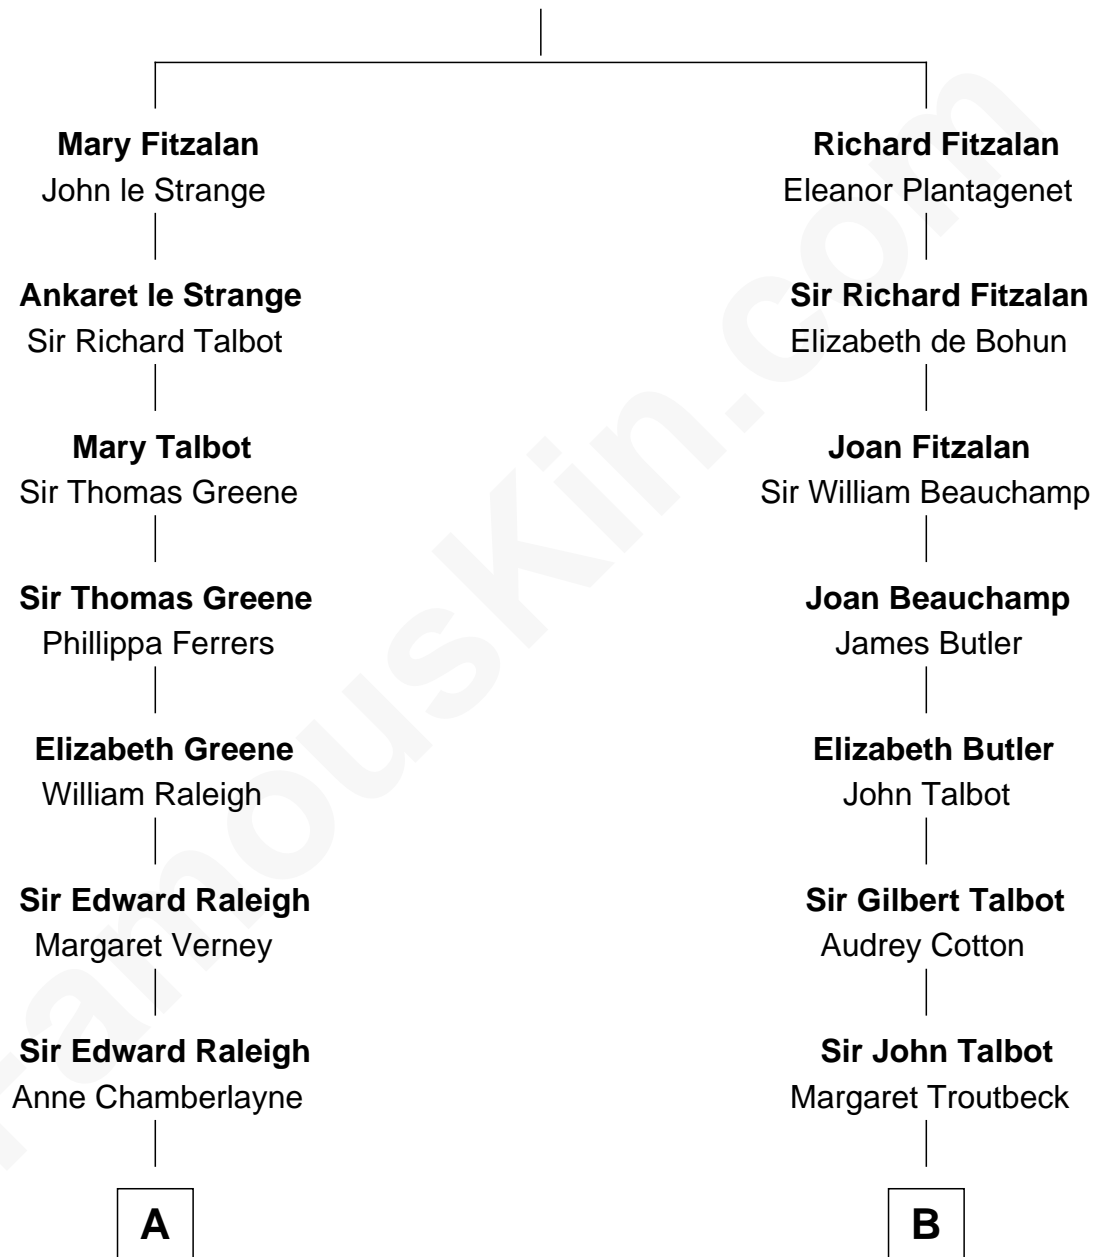 Mary Fitzalan
John le Strange
Ankaret le Strange
Sir Richard Talbot
Mary Talbot
Sir Thomas Greene
Sir Thomas Greene
Phillippa Ferrers
Elizabeth Greene
William Raleigh
Sir Edward Raleigh
Margaret Verney
Sir Edward Raleigh
Anne Chamberlayne
A
Richard Fitzalan
Eleanor Plantagenet
Sir Richard Fitzalan
Elizabeth de Bohun
Joan Fitzalan
Sir William Beauchamp
Joan Beauchamp
James Butler
Elizabeth Butler
John Talbot
Sir Gilbert Talbot
Audrey Cotton
Sir John Talbot
Margaret Troutbeck
B
FamousKin.com